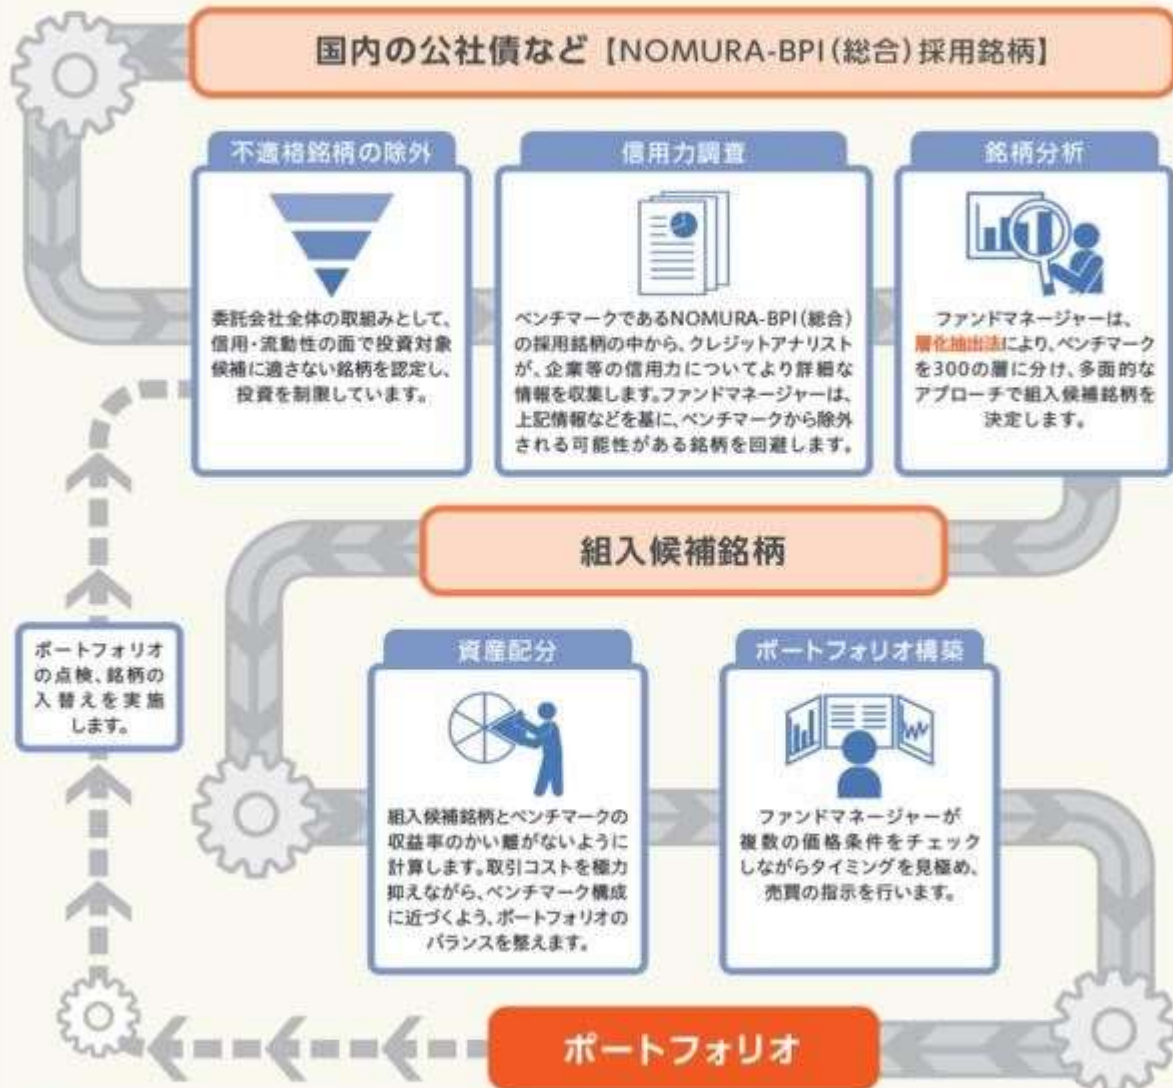 国内の公社債など【NOMURA-BPI(総合)採用銘柄】
不適格銘柄の除外
委託会社全体の取組みとして、
信用・流動性の面で投資対象
候補に適さない銘柄を認定し、
投資を制限しています。
信用力調査
ベンチマークであるNOMURA-BPI(総合)
の採用銘柄の中から、クレジットアナリスト
が、企業等の信用力についてより詳細な
情報を収集します。ファンドマネージャーは、
上記情報などを基に、ベンチマークから除外
される可能性がある銘柄を回避します。
銘柄分析
ファンドマネージャーは、
層化抽出法により、ベンチマーク
を300の層に分け、多面的な
アプローチで組入候補銘柄を
決定します。
組入候補銘柄
資産配分
組入候補銘柄とベンチマークの
収益率のかい離がないように
計算します。取引コストを極力
抑えながら、ベンチマーク構成
に近づくよう、ポートフォリオの
バランスを整えます。
ポートフォリオ構築
ファンドマネージャーが
複数の価格条件をチェック
しながらタイミングを見極め、
売買の指示を行います。
ポートフォリオ
ポートフォリオ
の点検、銘柄の
入替えを実施
します。